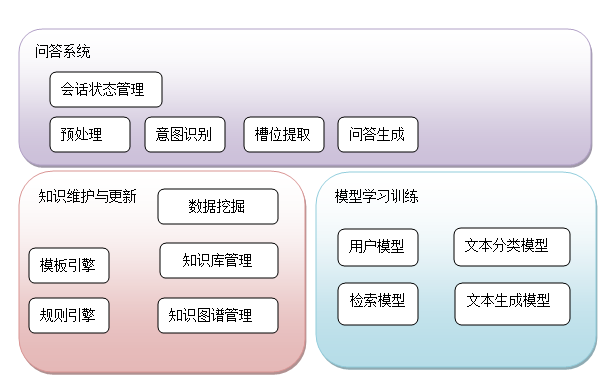 问答系统
会话状态管理
预处理
意图识别
槽位提取
问答生成
知识维护与更新
数据挖掘
知识库管理
模板引擎
规则引擎
知识图谱管理
模型学习训练
用户模型
文本分类模型
检索模型
文本生成模型